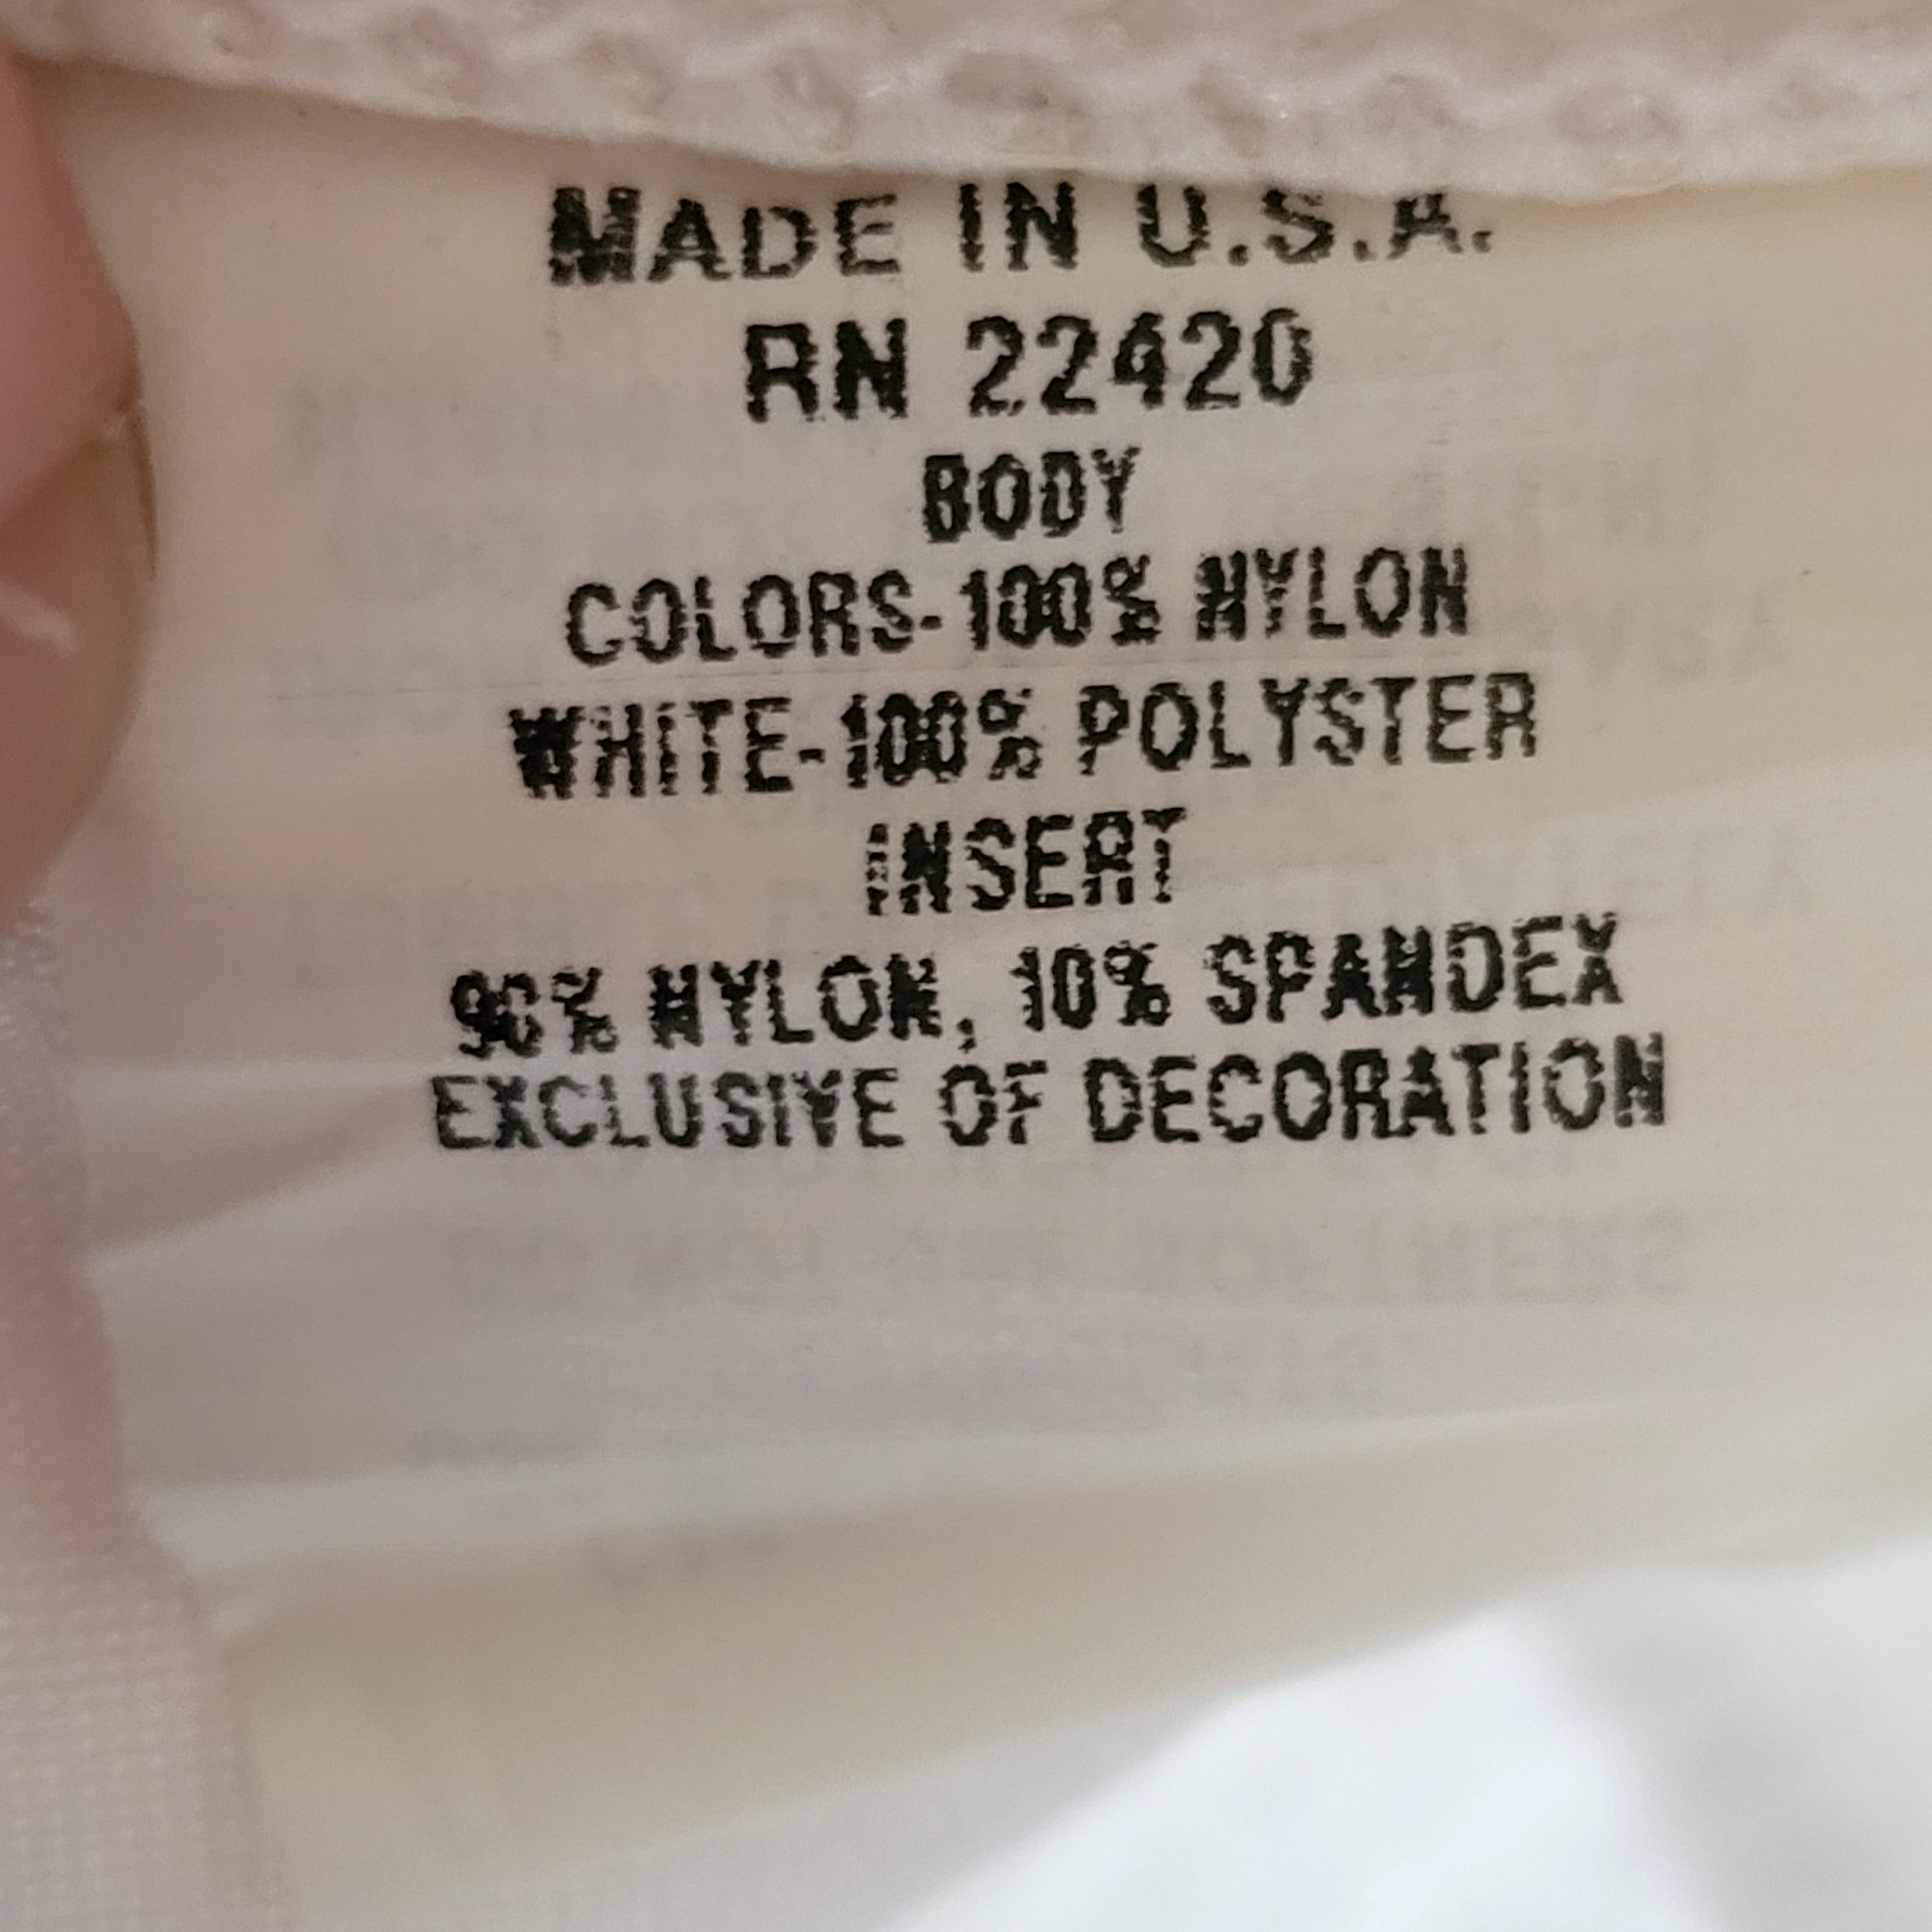 MADE IN U.S.A.
RN 22420
BODY
COLORS-100% NYLON
WHITE-100% POLYSTER
INSERT
90% NYLON, 10% SPANDEX
EXCLUSIVE OF DECORATION